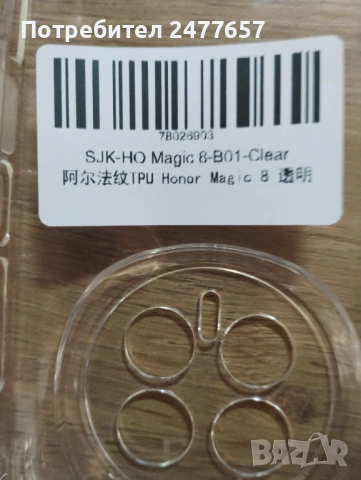 Потребител 2477657
78026903
SJK-HO Magic 8-B01-Clear
阿尔法纹TPU Honor Magic 8 透明
BAZAR